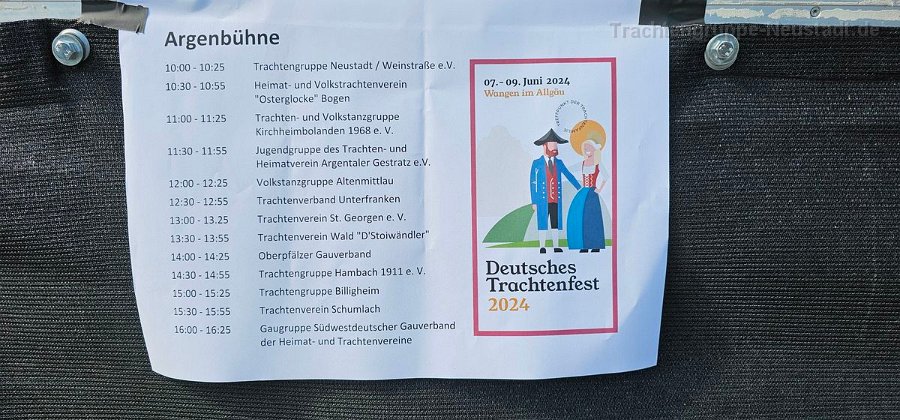 Trachtengruppe-Neustadt.de
Argenbühne
10:00 - 10:25 Trachtengruppe Neustadt / Weinstraße e.V.
10:30 - 10:55 Heimat- und Volkstrachtenverein
"Osterglocke" Bogen
11:00 - 11:25 Trachten- und Volkstanzgruppe
Kirchheimbolanden 1968 e. V.
11:30 - 11:55 Jugendgruppe des Trachten- und
Heimatverein Argentaler Gestratz e.V.
12:00 - 12:25 Volkstanzgruppe Altenmittlau
12:30 - 12:55 Trachtenverband Unterfranken
13:00 - 13.25 Trachtenverein St. Georgen e. V.
13:30 - 13:55 Trachtenverein Wald "D'Stoiwändler"
14:00 - 14:25 Oberpfälzer Gauverband
14:30 - 14:55 Trachtengruppe Hambach 1911 e. V.
15:00 - 15:25 Trachtengruppe Billigheim
15:30 - 15:55 Trachtenverein Schumlach
16:00 - 16:25 Gaugruppe Südwestdeutscher Gauverband
der Heimat- und Trachtenvereine
07.-09. Juni 2024
Wangen im Allgäu
Deutsches
Trachtenfest
2024